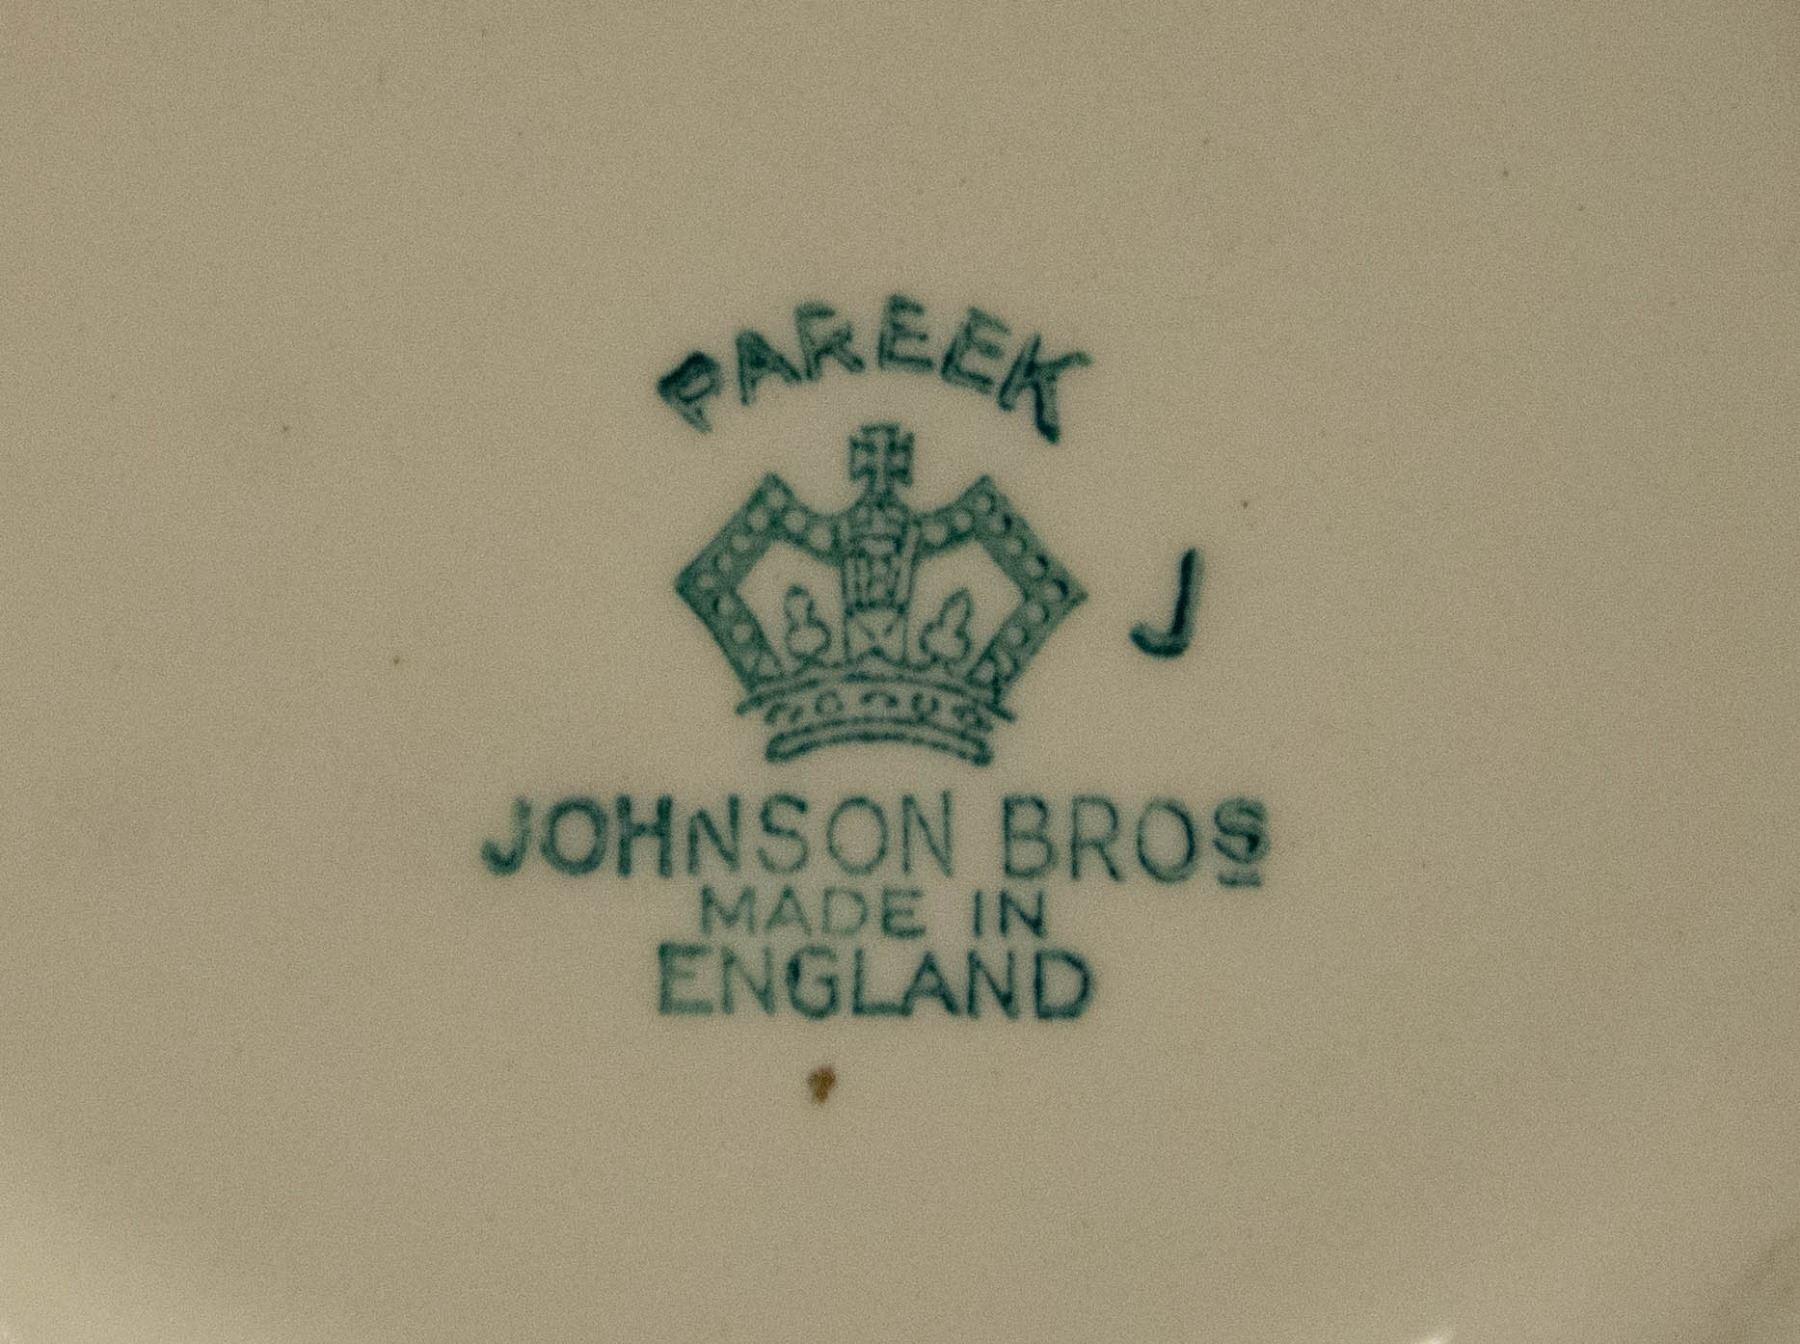 PAREEK
J
JOHNSON BROS
MADE IN
ENGLAND